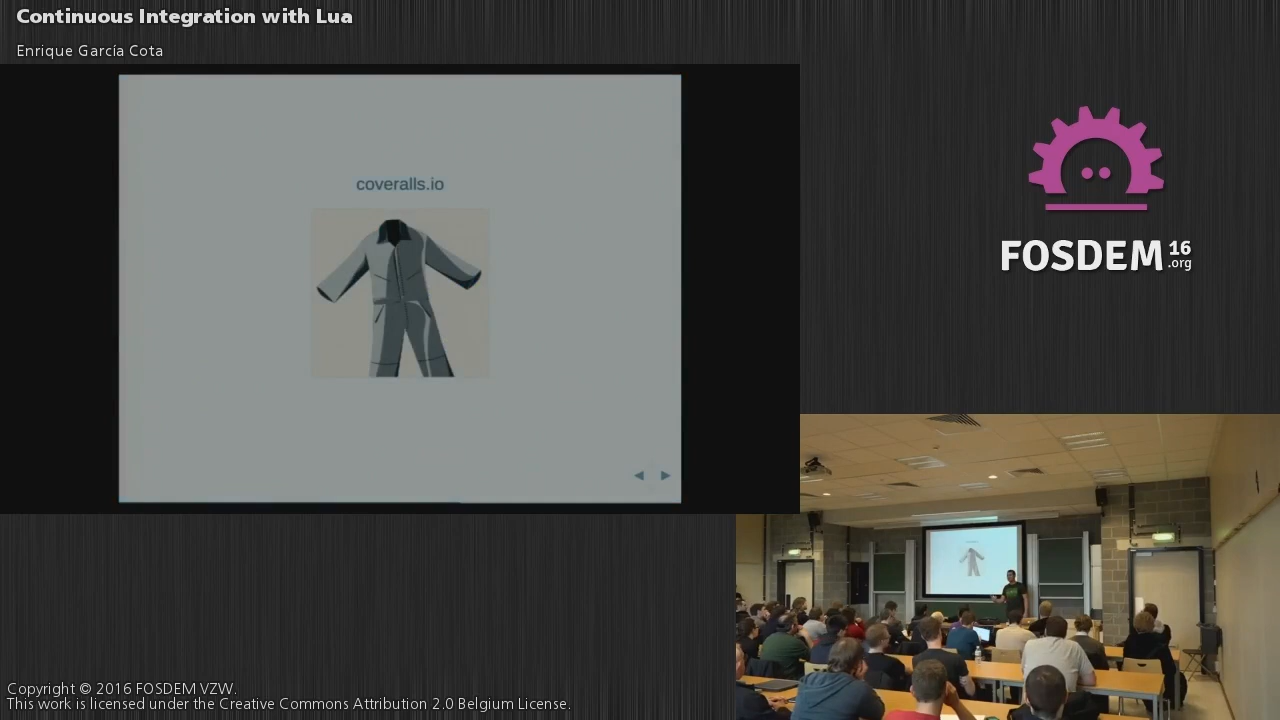 Continuous Integration with Lua
Enrique García Cota
coveralls.io
FOSDEM 16
.org
Copyright © 2016 FOSDEM VZW.
This work is licensed under the Creative Commons Attribution 2.0 Belgium License.